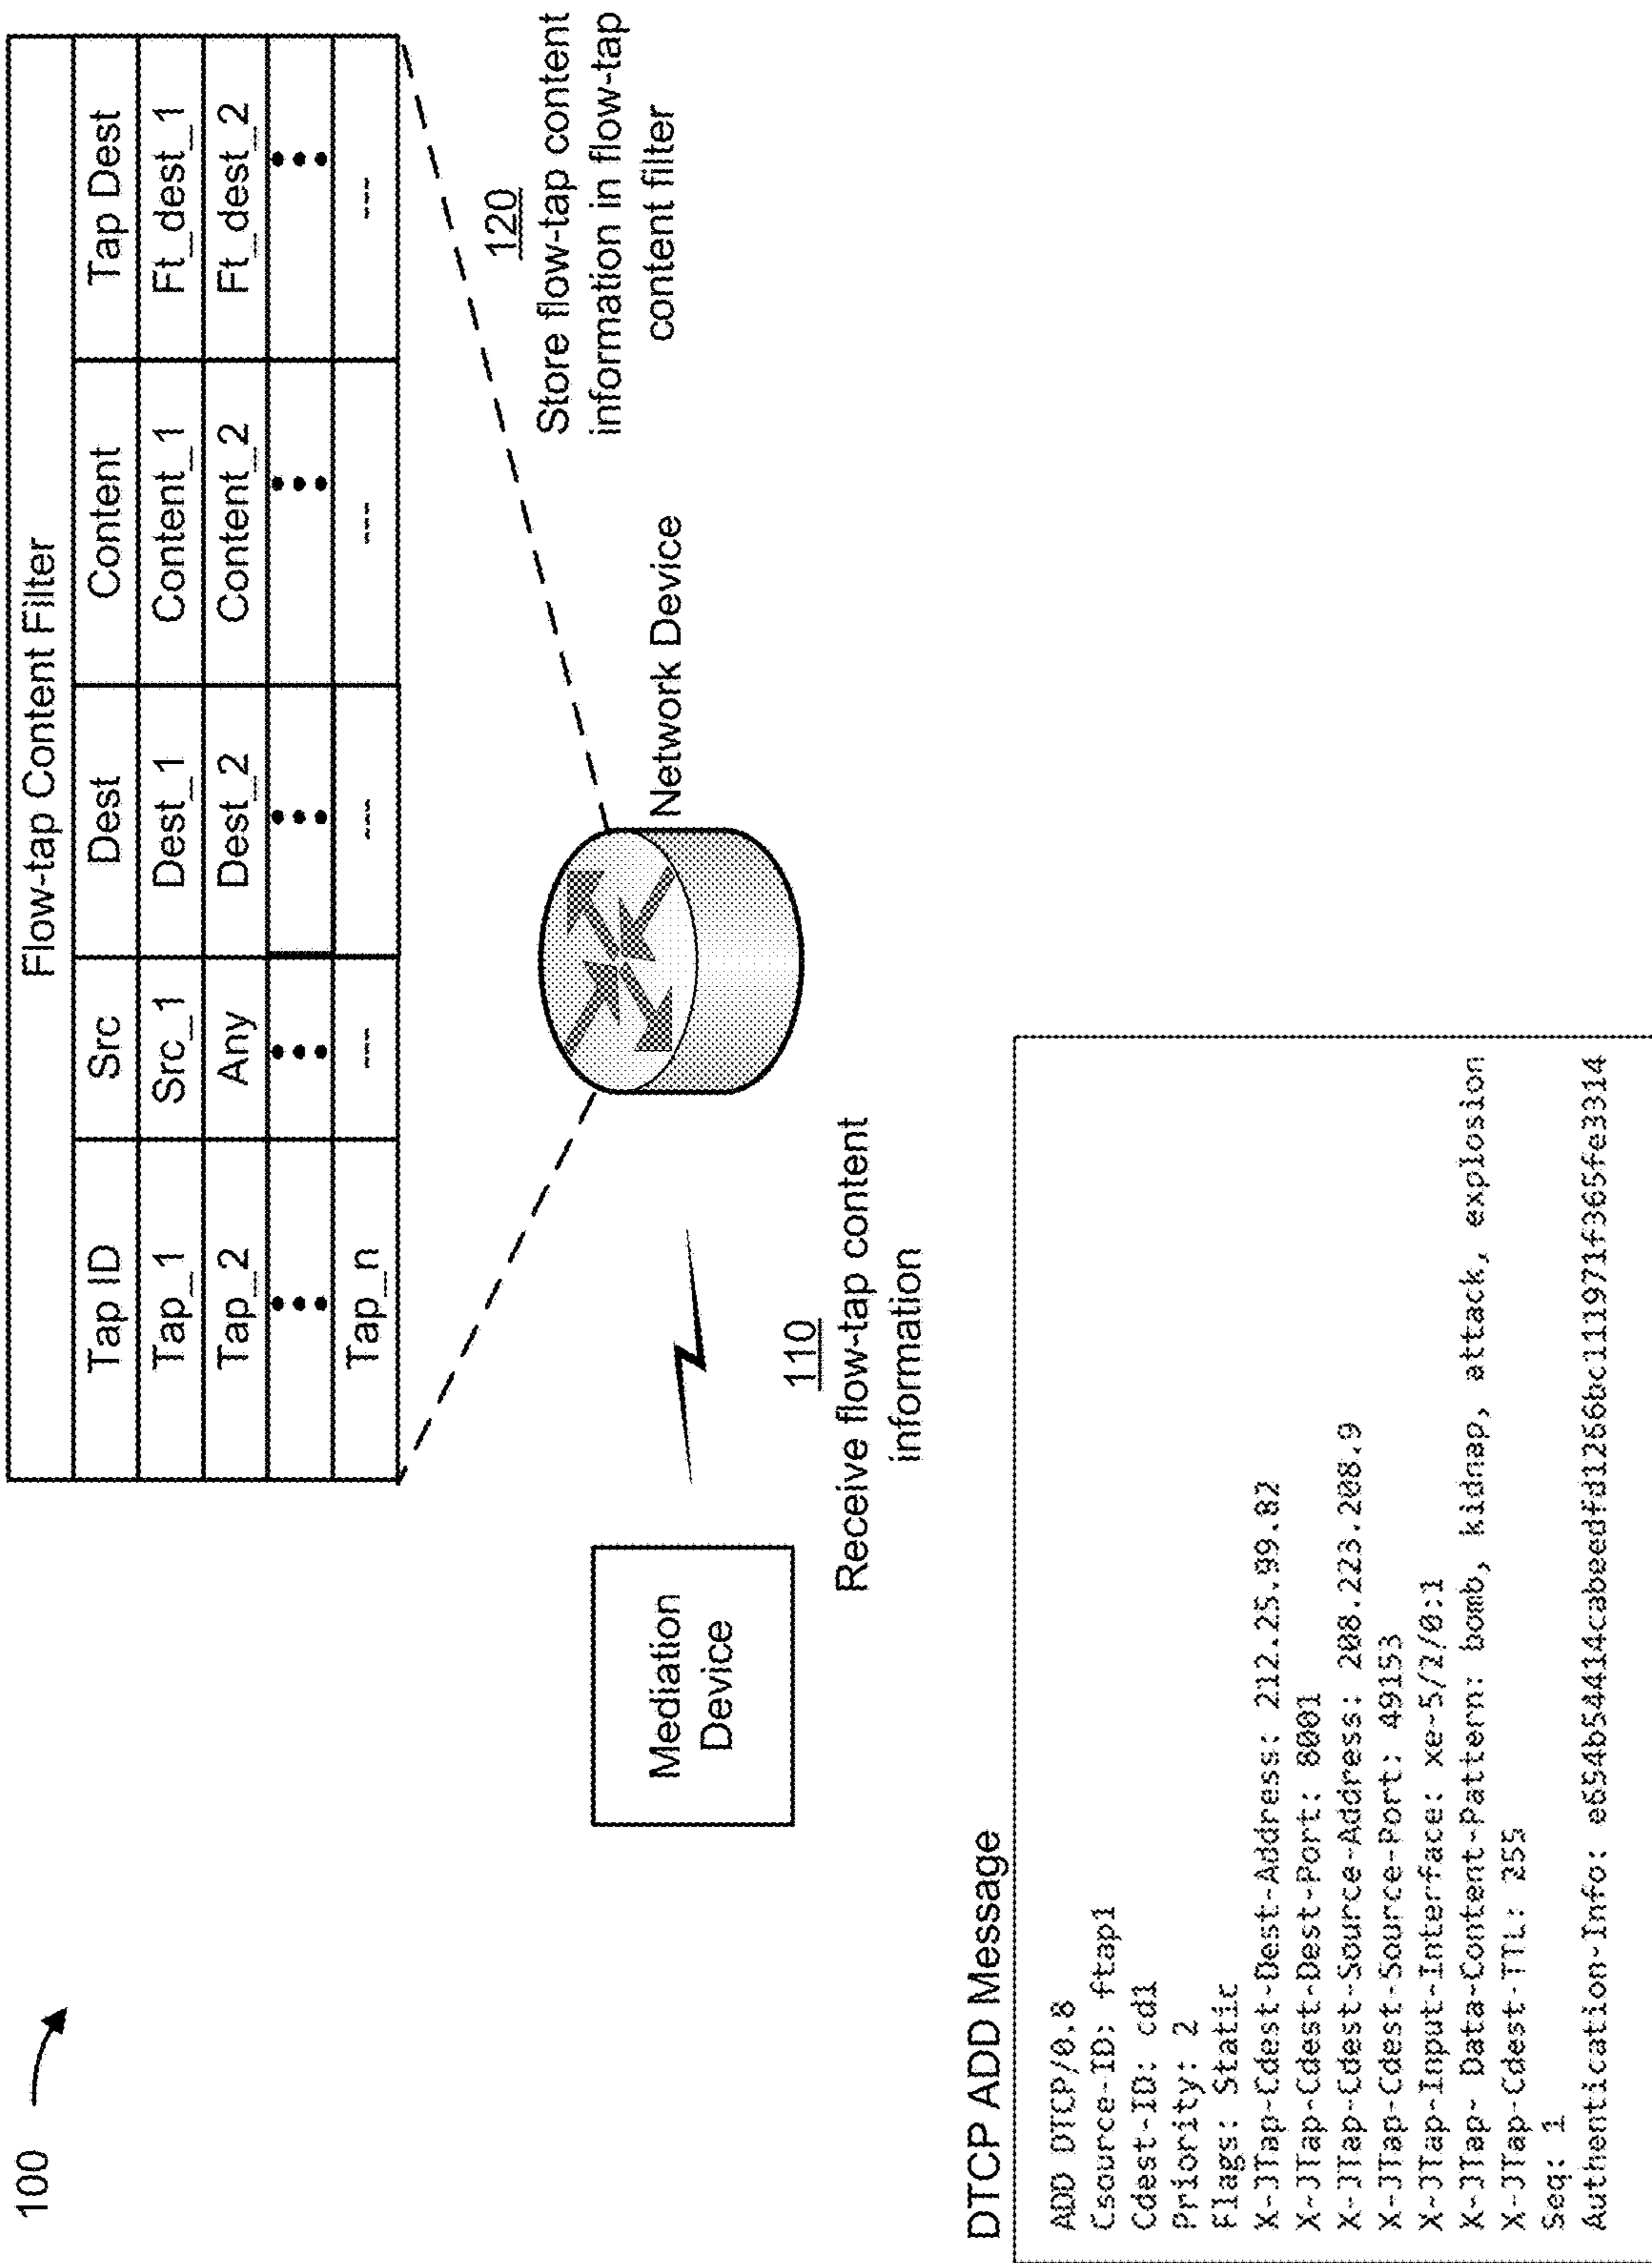 100
Flow-tap Content Filter
Tap ID Src Dest Content Tap Dest
Tap_1 Src_1 Dest_1 Content_1 Ft_dest_1
Tap_2 Any Dest_2 Content_2 Ft_dest_2
••• ••• ••• ••• •••
Tap_n --- --- --- ---
120
Store flow-tap content
information in flow-tap
content filter
Network Device
Mediation
Device
110
Receive flow-tap content
information
DTCP ADD Message
ADD DTCP/0.8
Csource-ID: ftap1
Cdest-ID: cd1
Priority: 2
Flags: Static
X-JTap-Cdest-Dest-Address: 212.25.99.82
X-JTap-Cdest-Dest-Port: 8001
X-JTap-Cdest-Source-Address: 208.223.208.9
X-JTap-Cdest-Source-Port: 49153
X-JTap-Input-Interface: xe-5/2/0:1
X-JTap- Data-Content-Pattern: bomb, kidnap, attack, explosion
X-JTap-Cdest-TTL: 255
Seq: 1
Authentication-Info: